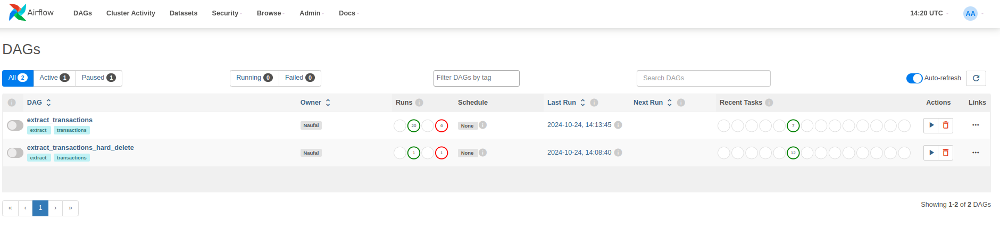 Airflow DAGs Cluster Activity Datasets Security Browse Admin Docs 14:20 UTC AA
DAGs
All 2 Active 1 Paused 1 Running 0 Failed 0 Filter DAGs by tag Search DAGs Auto-refresh
DAG Owner Runs Schedule Last Run Next Run Recent Tasks Actions Links
extract_transactions Naufal 20 6 None 2024-10-24, 14:13:45 7
extract transactions
extract_transactions_hard_delete Naufal 1 1 None 2024-10-24, 14:08:40 12
extract transactions
« ‹ 1 › » Showing 1-2 of 2 DAGs